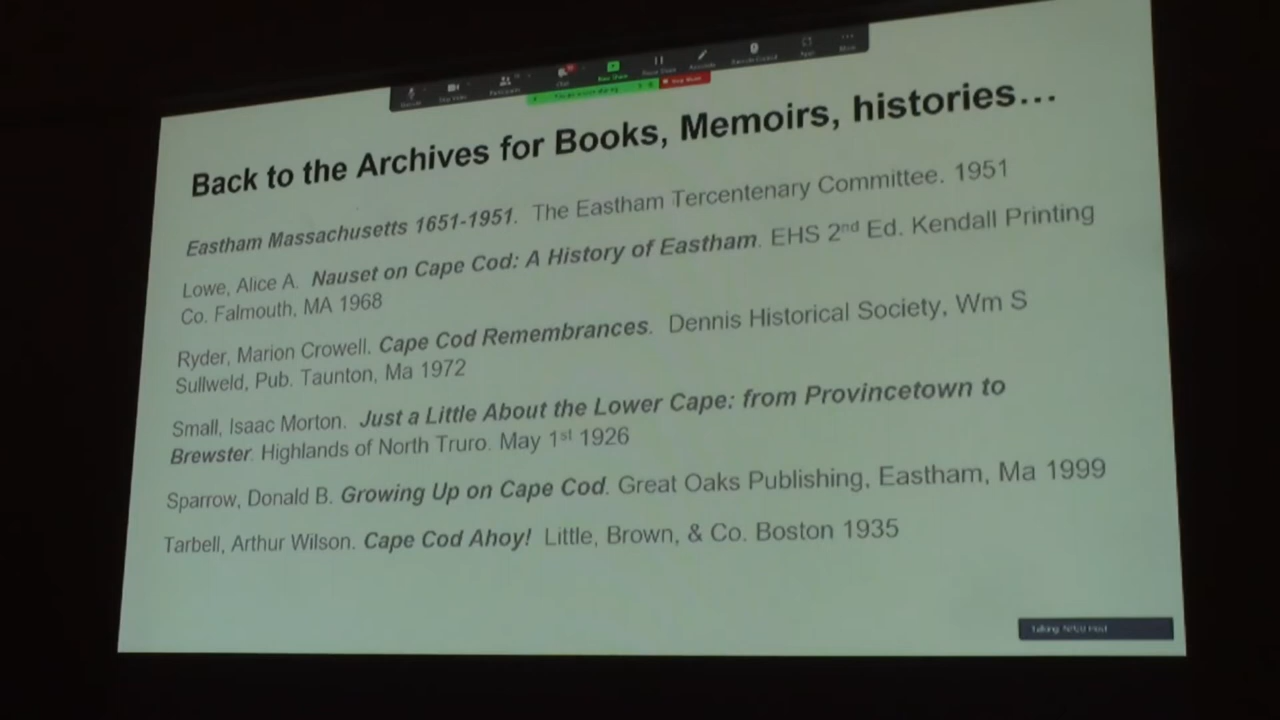 Back to the Archives for Books, Memoirs, histories...
Eastham Massachusetts 1651-1951. The Eastham Tercentenary Committee. 1951
Lowe, Alice A. Nauset on Cape Cod: A History of Eastham. EHS 2nd Ed. Kendall Printing
Co. Falmouth, MA 1968
Ryder, Marion Crowell. Cape Cod Remembrances. Dennis Historical Society, Wm S
Sullweld, Pub. Taunton, Ma 1972
Small, Isaac Morton. Just a Little About the Lower Cape: from Provincetown to
Brewster. Highlands of North Truro. May 1st 1926
Sparrow, Donald B. Growing Up on Cape Cod. Great Oaks Publishing, Eastham, Ma 1999
Tarbell, Arthur Wilson. Cape Cod Ahoy! Little, Brown, & Co. Boston 1935